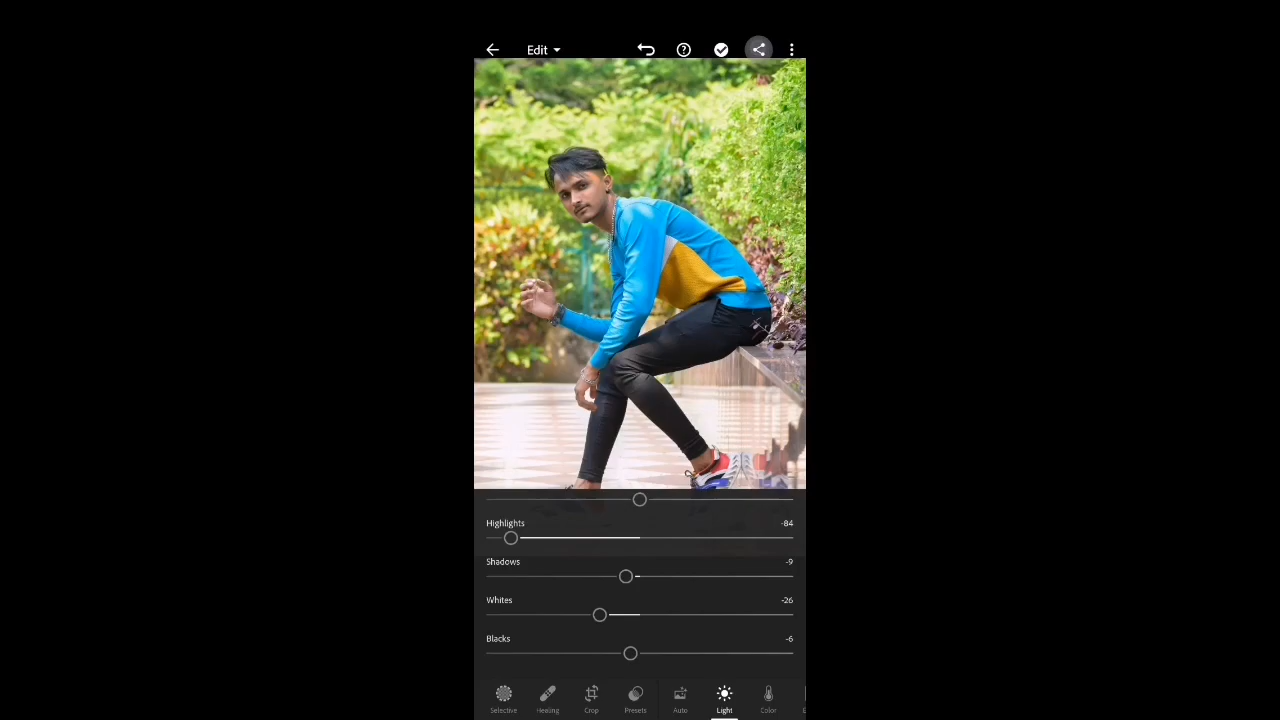 Edit
Highlights -84
Shadows -9
Whites -26
Blacks -6
Selective Healing Crop Presets Auto Light Color